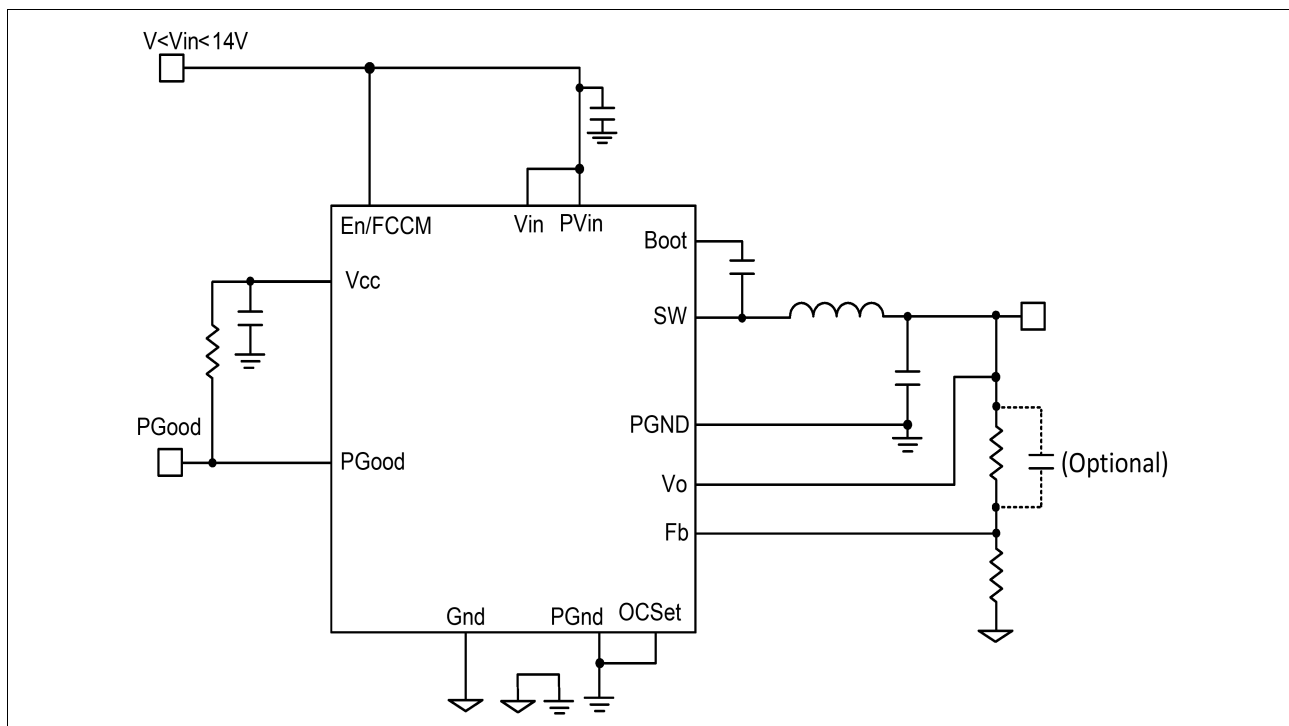 V<Vin<14V
En/FCCM
Vin
PVin
Boot
Vcc
SW
PGood
PGND
PGood
(Optional)
Vo
Fb
Gnd
PGnd
OCSet